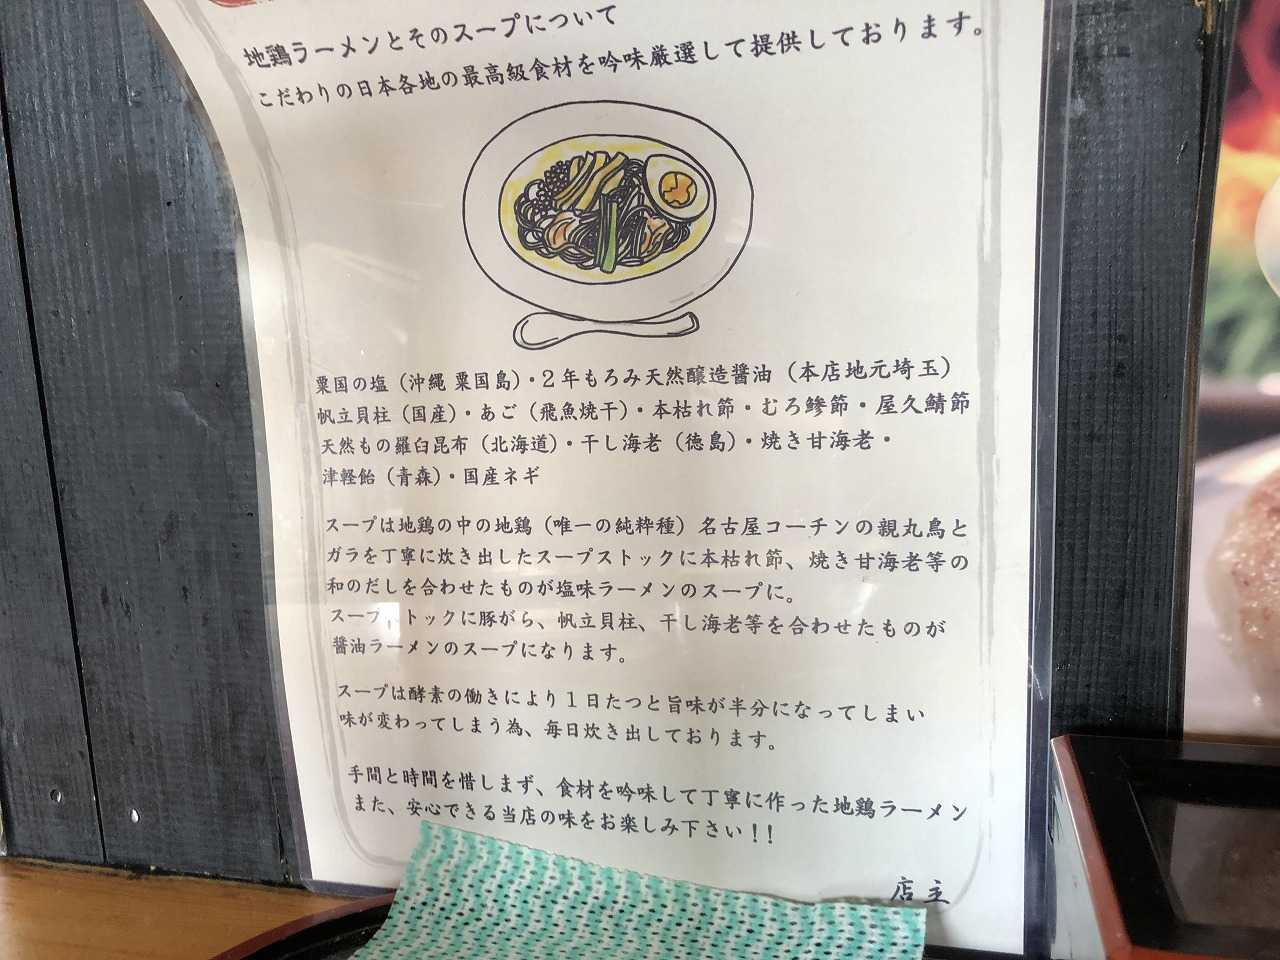 地鶏ラーメンとそのスープについて
こだわりの日本各地の最高級食材を吟味厳選して提供しております。
粟国の塩（沖縄 粟国島）・２年もろみ天然醸造醤油（本店地元埼玉）
帆立貝柱（国産）・あご（飛魚焼干）・本枯れ節・むろ鰺節・屋久鯖節
天然もの羅臼昆布（北海道）・干し海老（徳島）・焼き甘海老・
津軽飴（青森）・国産ネギ
スープは地鶏の中の地鶏（唯一の純粋種）名古屋コーチンの親丸鳥と
ガラを丁寧に炊き出したスープストックに本枯れ節、焼き甘海老等の
和のだしを合わせたものが塩味ラーメンのスープに。
スープストックに豚がら、帆立貝柱、干し海老等を合わせたものが
醤油ラーメンのスープになります。
スープは酵素の働きにより１日たつと旨味が半分になってしまい
味が変わってしまう為、毎日炊き出しております。
手間と時間を惜しまず、食材を吟味して丁寧に作った地鶏ラーメン
また、安心できる当店の味をお楽しみ下さい！！
店主